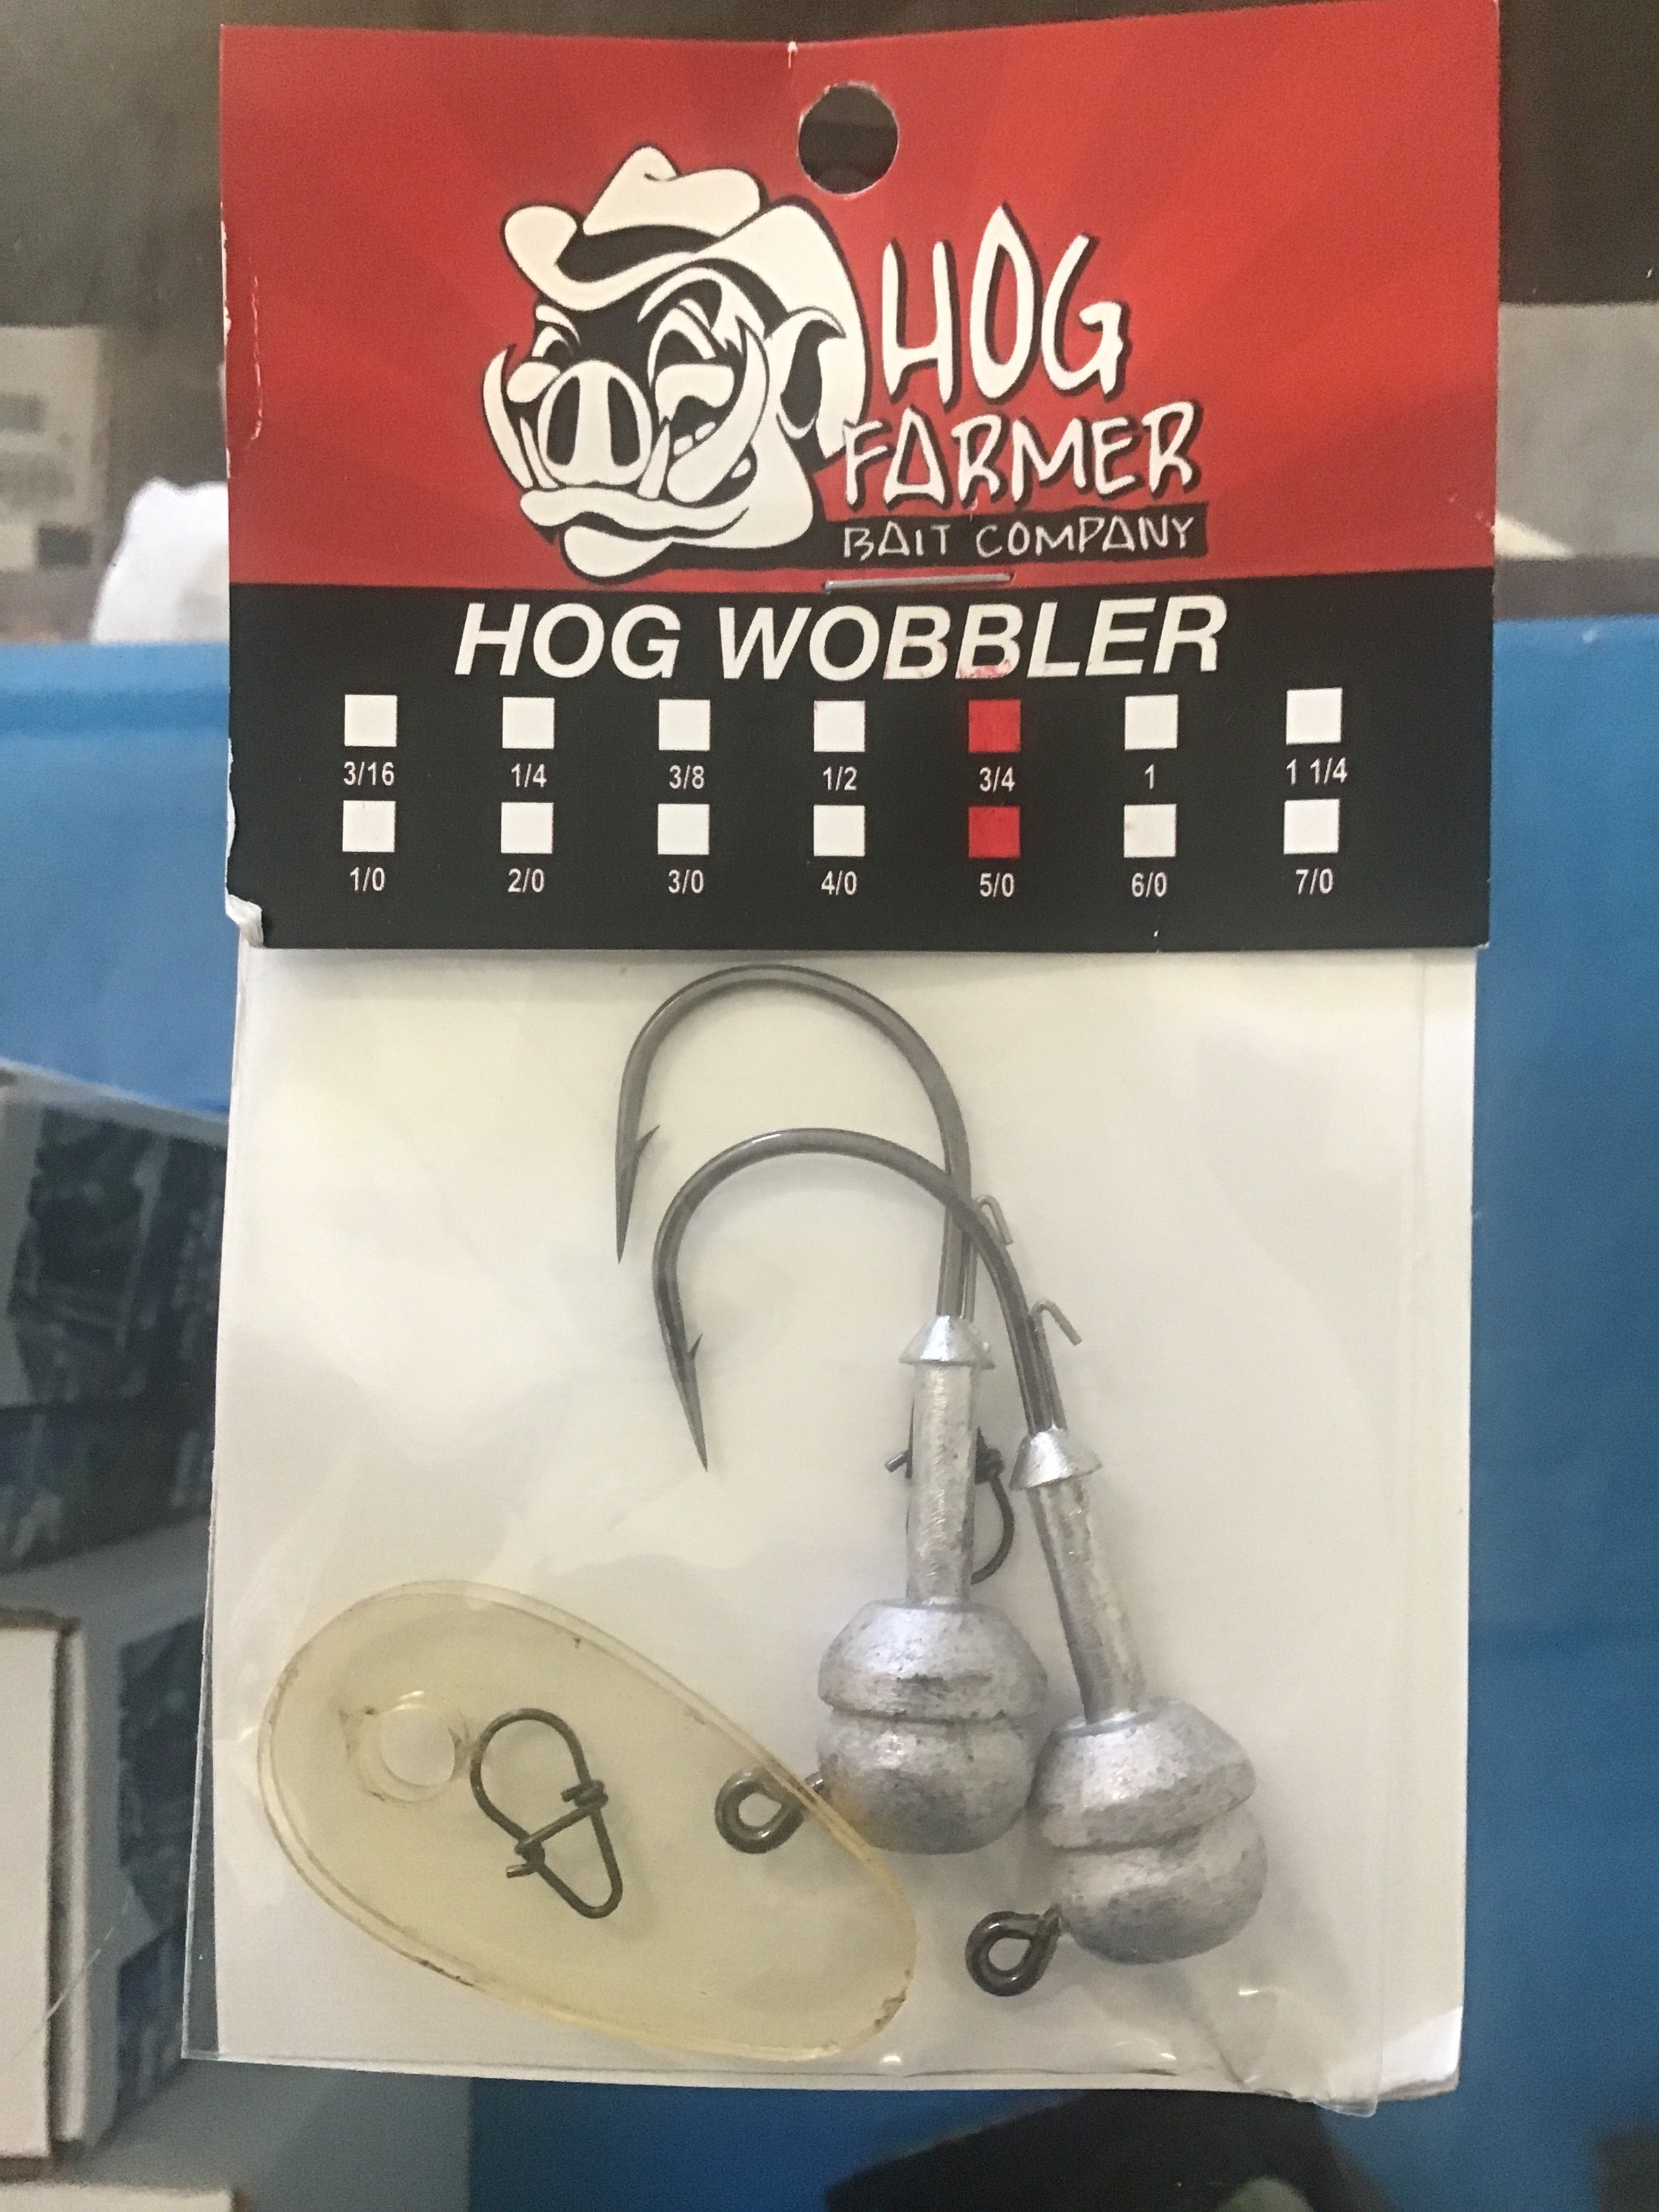 HOG
FARMER
BAIT COMPANY
HOG WOBBLER
3/16 1/4 3/8 1/2 3/4 1 1 1/4
1/0 2/0 3/0 4/0 5/0 6/0 7/0